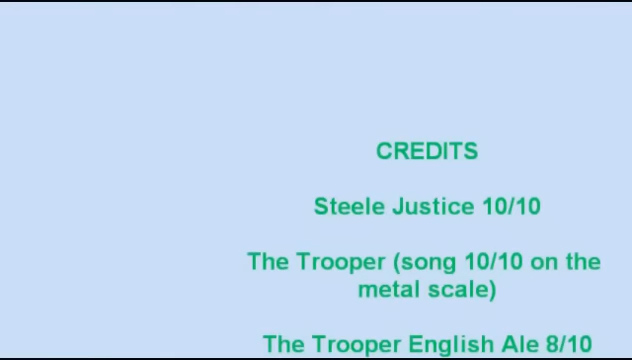 CREDITS
Steele Justice 10/10
The Trooper (song 10/10 on the
metal scale)
The Trooper English Ale 8/10